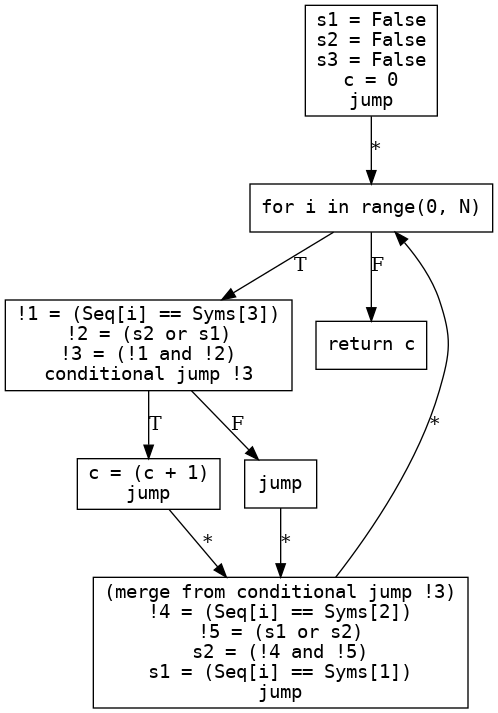 s1 = False
s2 = False
s3 = False
c = 0
jump
*
for i in range(0, N)
T
F
!1 = (Seq[i] == Syms[3])
!2 = (s2 or s1)
!3 = (!1 and !2)
conditional jump !3
return c
T
F
*
c = (c + 1)
jump
jump
*
*
(merge from conditional jump !3)
!4 = (Seq[i] == Syms[2])
!5 = (s1 or s2)
s2 = (!4 and !5)
s1 = (Seq[i] == Syms[1])
jump